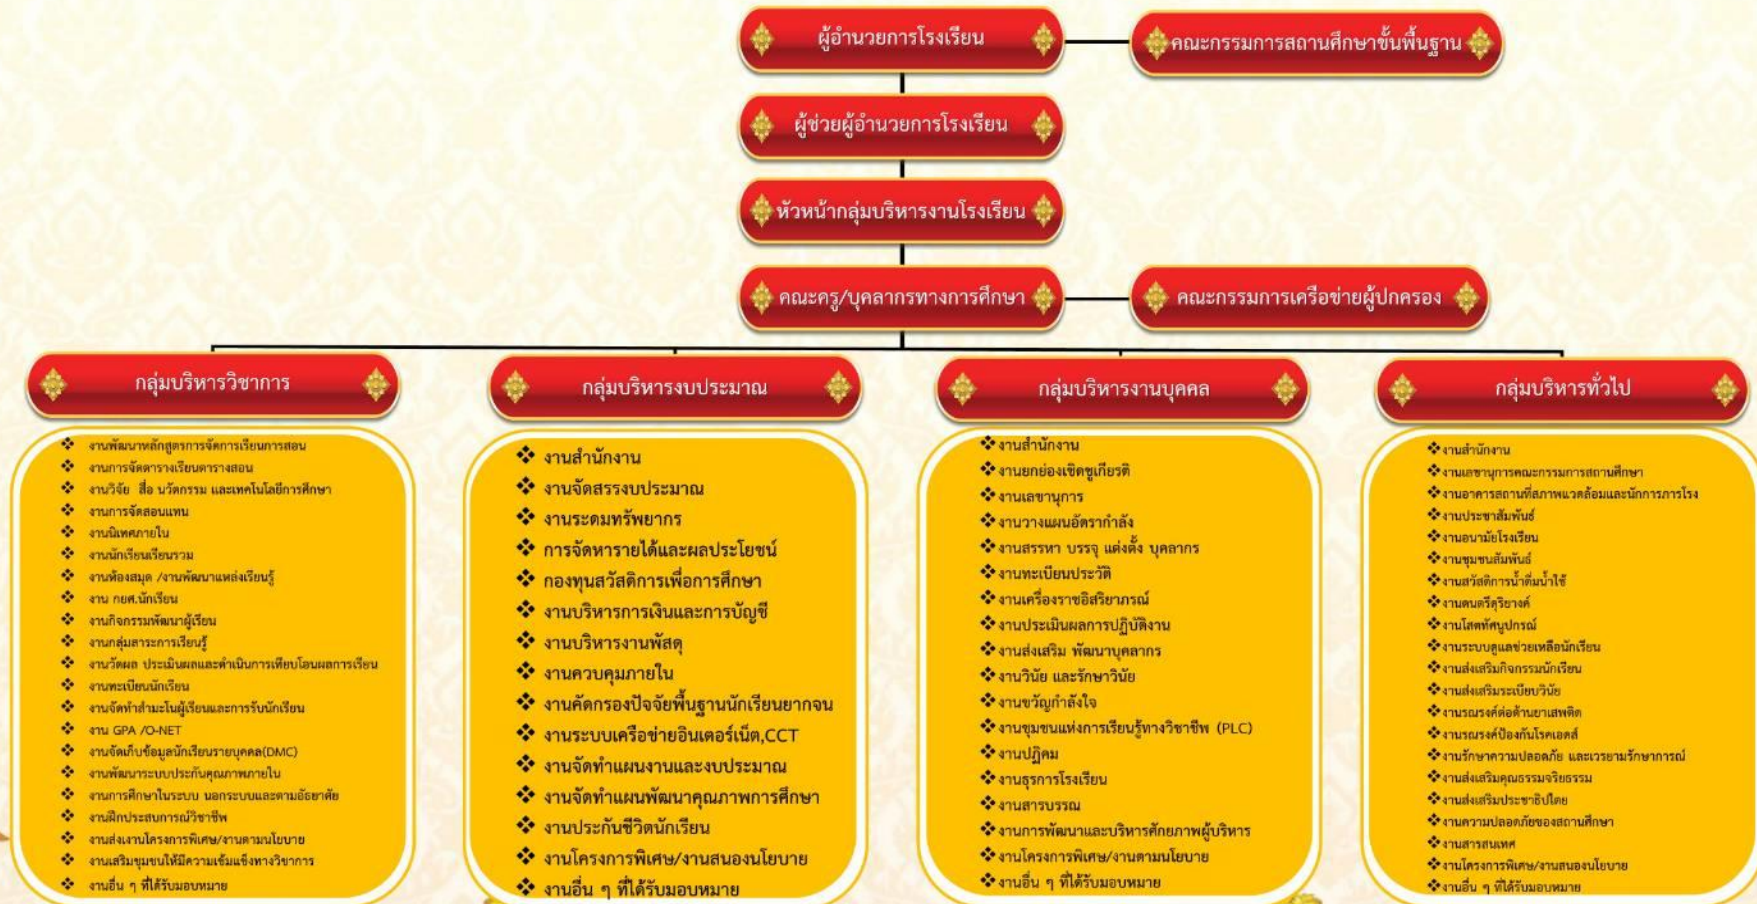 ผู้อำนวยการโรงเรียน
คณะกรรมการสถานศึกษาขั้นพื้นฐาน
ผู้ช่วยผู้อำนวยการโรงเรียน
หัวหน้ากลุ่มบริหารงานโรงเรียน
คณะครู/บุคลากรทางการศึกษา
คณะกรรมการเครือข่ายผู้ปกครอง
กลุ่มบริหารวิชาการ
❖ งานพัฒนาหลักสูตรการจัดการเรียนการสอน
❖ งานการจัดตารางเรียนตารางสอน
❖ งานวิจัย สื่อ นวัตกรรม และเทคโนโลยีการศึกษา
❖ งานการจัดสอนแทน
❖ งานนิเทศภายใน
❖ งานนักเรียนเรียนรวม
❖ งานห้องสมุด /งานพัฒนาแหล่งเรียนรู้
❖ งาน กยศ.นักเรียน
❖ งานกิจกรรมพัฒนาผู้เรียน
❖ งานกลุ่มสาระการเรียนรู้
❖ งานวัดผล ประเมินผลและดำเนินการเทียบโอนผลการเรียน
❖ งานทะเบียนนักเรียน
❖ งานจัดทำสำมะโนผู้เรียนและการรับนักเรียน
❖ งาน GPA /O-NET
❖ งานจัดเก็บข้อมูลนักเรียนรายบุคคล(DMC)
❖ งานพัฒนาระบบประกันคุณภาพภายใน
❖ งานการศึกษาในระบบ นอกระบบและตามอัธยาศัย
❖ งานฝึกประสบการณ์วิชาชีพ
❖ งานส่งงานโครงการพิเศษ/งานตามนโยบาย
❖ งานเสริมชุมชนให้มีความเข้มแข็งทางวิชาการ
❖ งานอื่น ๆ ที่ได้รับมอบหมาย
กลุ่มบริหารงบประมาณ
❖ งานสำนักงาน
❖ งานจัดสรรงบประมาณ
❖ งานระดมทรัพยากร
❖ การจัดหารายได้และผลประโยชน์
❖ กองทุนสวัสดิการเพื่อการศึกษา
❖ งานบริหารการเงินและการบัญชี
❖ งานบริหารงานพัสดุ
❖ งานควบคุมภายใน
❖ งานคัดกรองปัจจัยพื้นฐานนักเรียนยากจน
❖ งานระบบเครือข่ายอินเตอร์เน็ต,CCT
❖ งานจัดทำแผนงานและงบประมาณ
❖ งานจัดทำแผนพัฒนาคุณภาพการศึกษา
❖ งานประกันชีวิตนักเรียน
❖ งานโครงการพิเศษ/งานสนองนโยบาย
❖ งานอื่น ๆ ที่ได้รับมอบหมาย
กลุ่มบริหารงานบุคคล
❖งานสำนักงาน
❖งานยกย่องเชิดชูเกียรติ
❖งานเลขานุการ
❖งานวางแผนอัตรากำลัง
❖งานสรรหา บรรจุ แต่งตั้ง บุคลากร
❖งานทะเบียนประวัติ
❖งานเครื่องราชอิสริยาภรณ์
❖งานประเมินผลการปฏิบัติงาน
❖งานส่งเสริม พัฒนาบุคลากร
❖งานวินัย และรักษาวินัย
❖งานขวัญกำลังใจ
❖งานชุมชนแห่งการเรียนรู้ทางวิชาชีพ (PLC)
❖งานปฏิคม
❖งานธุรการโรงเรียน
❖งานสารบรรณ
❖งานการพัฒนาและบริหารศักยภาพผู้บริหาร
❖งานโครงการพิเศษ/งานตามนโยบาย
❖งานอื่น ๆ ที่ได้รับมอบหมาย
กลุ่มบริหารทั่วไป
❖งานสำนักงาน
❖งานเลขานุการคณะกรรมการสถานศึกษา
❖งานอาคารสถานที่สภาพแวดล้อมและนักการภารโรง
❖งานประชาสัมพันธ์
❖งานอนามัยโรงเรียน
❖งานชุมชนสัมพันธ์
❖งานสวัสดิการน้ำดื่มน้ำใช้
❖งานดนตรีดุริยางค์
❖งานโสตทัศนูปกรณ์
❖งานระบบดูแลช่วยเหลือนักเรียน
❖งานส่งเสริมกิจกรรมนักเรียน
❖งานส่งเสริมระเบียบวินัย
❖งานรณรงค์ต่อต้านยาเสพติด
❖งานรณรงค์ป้องกันโรคเอดส์
❖งานรักษาความปลอดภัย และเวรยามรักษาการณ์
❖งานส่งเสริมคุณธรรมจริยธรรม
❖งานส่งเสริมประชาธิปไตย
❖งานความปลอดภัยของสถานศึกษา
❖งานสารสนเทศ
❖งานโครงการพิเศษ/งานสนองนโยบาย
❖งานอื่น ๆ ที่ได้รับมอบหมาย